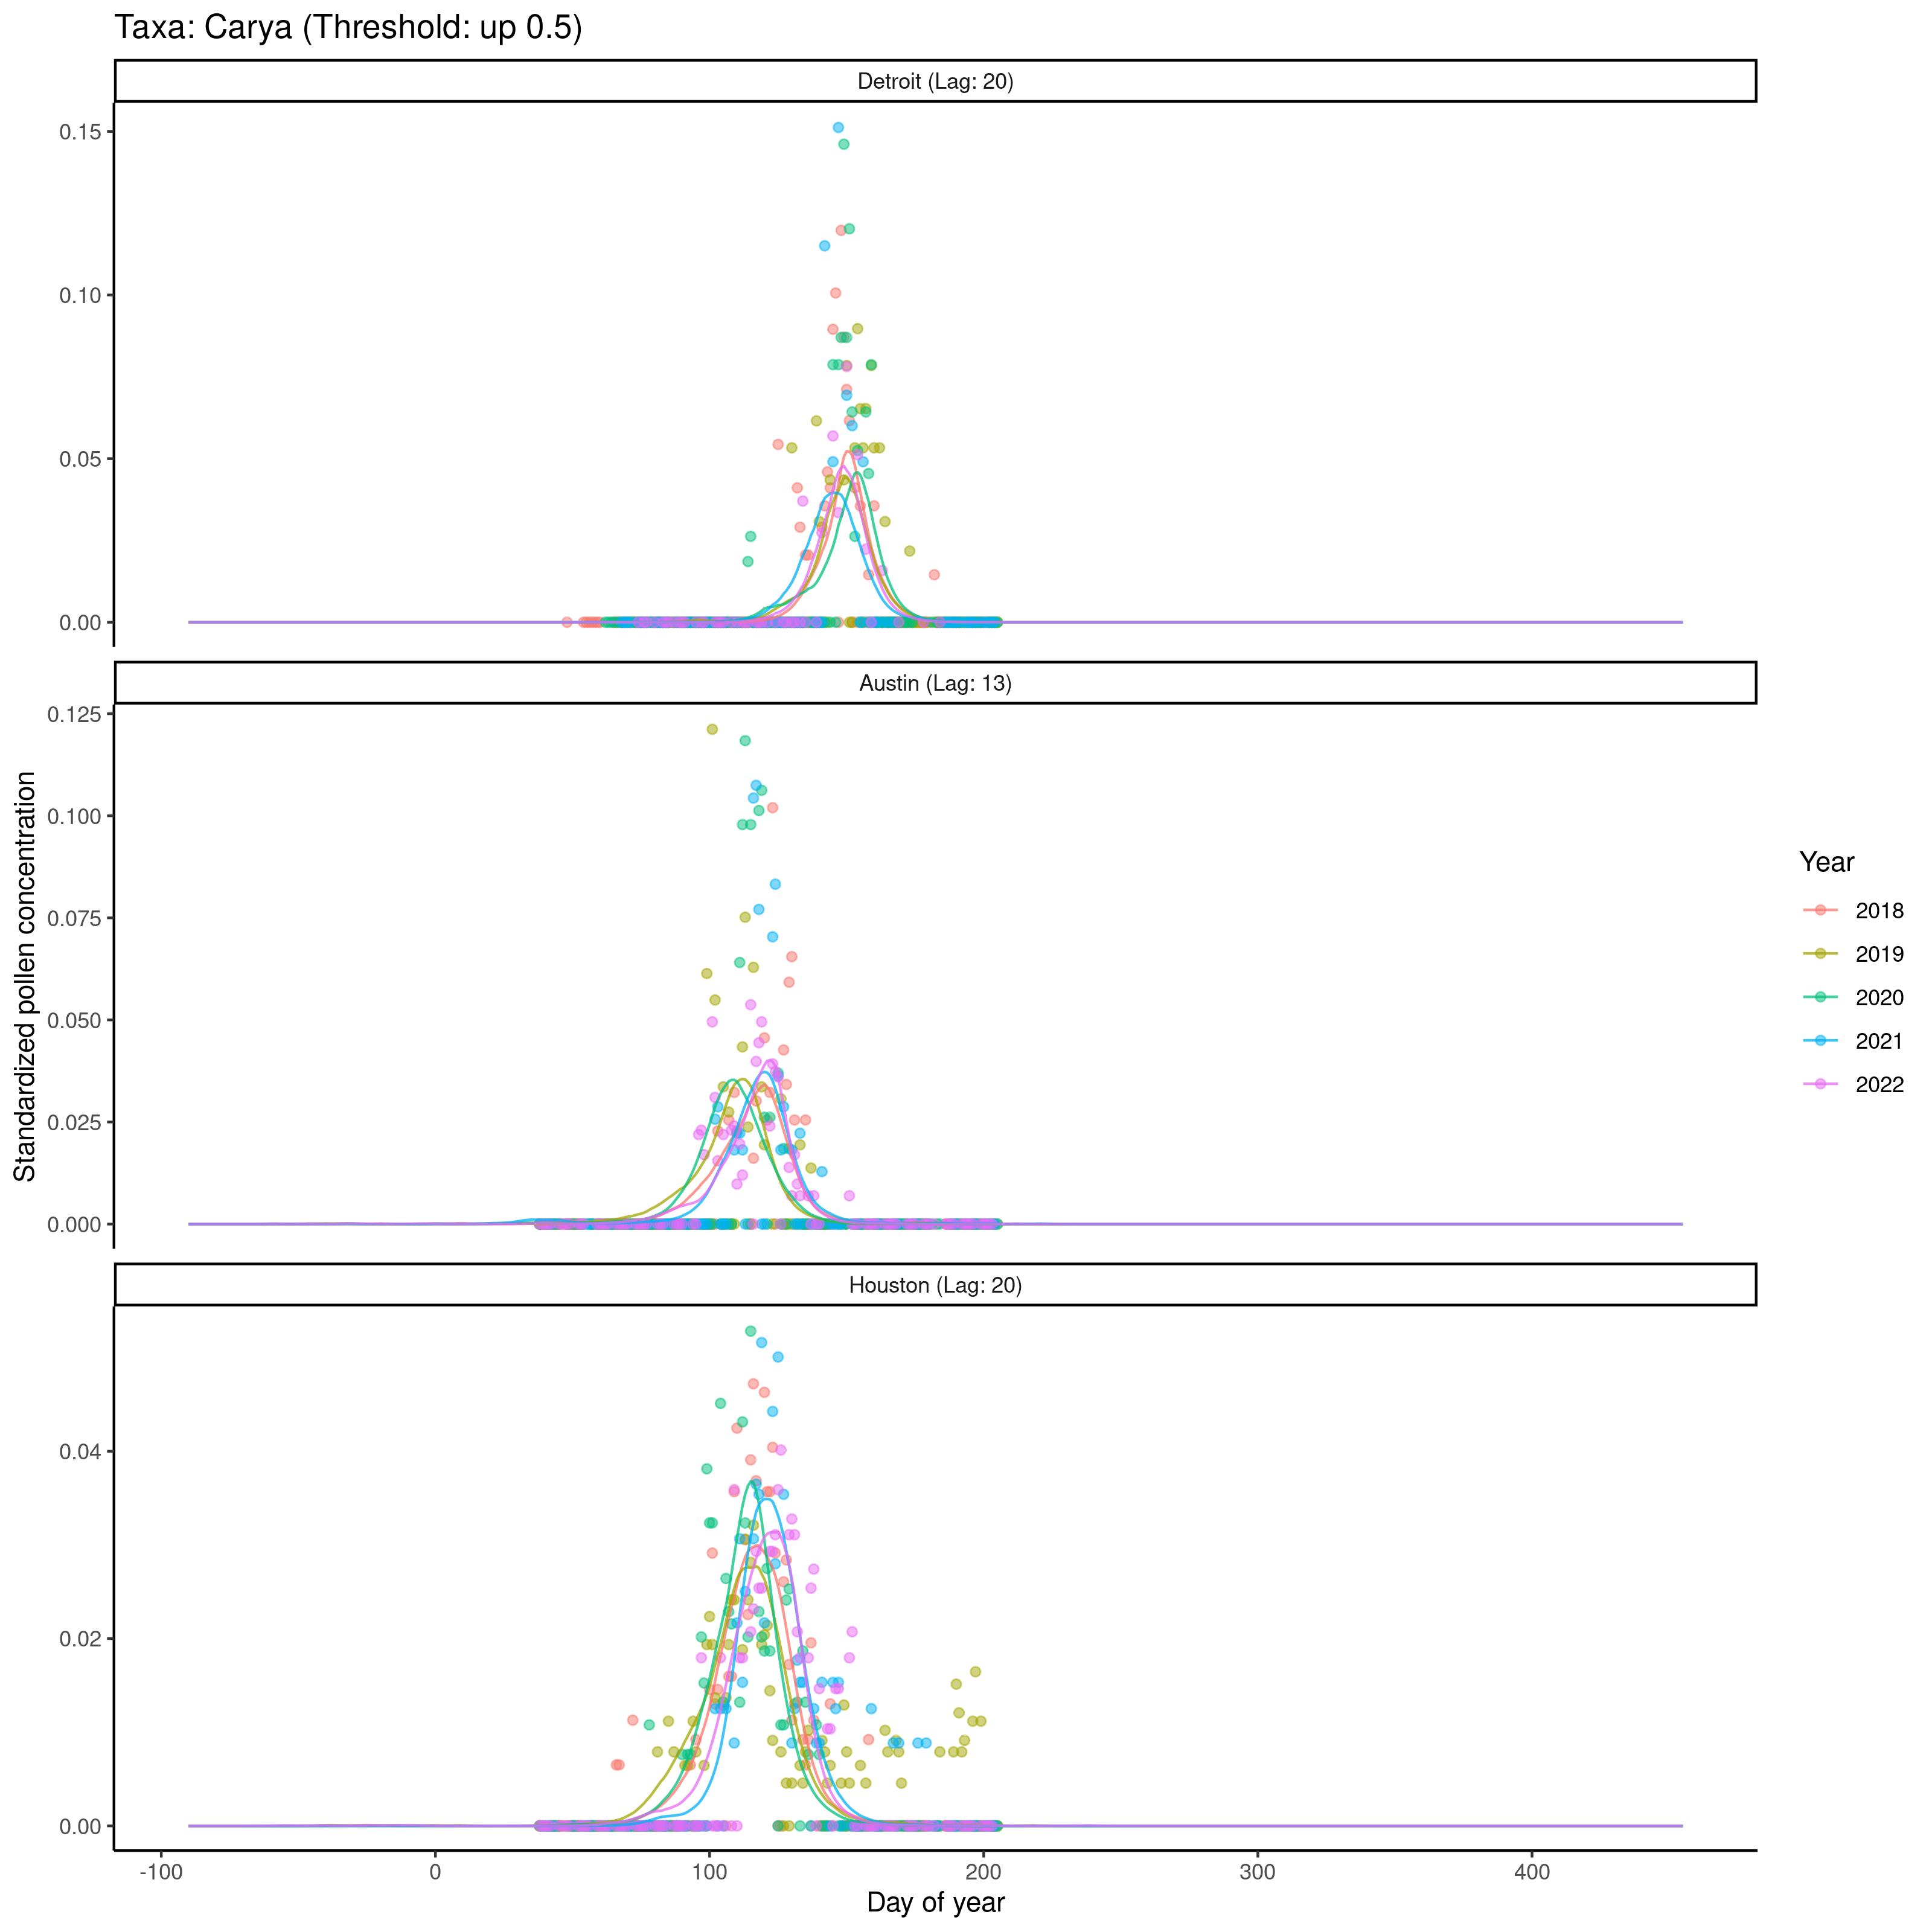 Taxa: Carya (Threshold: up 0.5)
Detroit (Lag: 20)
0.15
0.10
0.05
0.00
Austin (Lag: 13)
0.125
0.100
0.075
0.050
0.025
0.000
Standardized pollen concentration
Houston (Lag: 20)
0.04
0.02
0.00
-100 0 100 200 300 400
Day of year
Year
2018
2019
2020
2021
2022